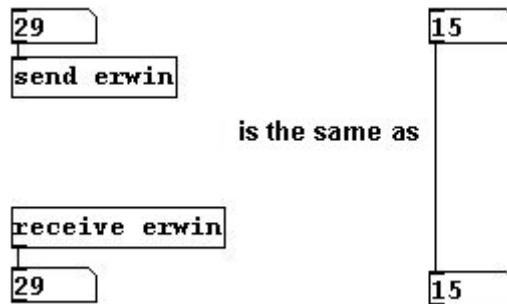 29
15
send erwin
is the same as
receive erwin
29
15